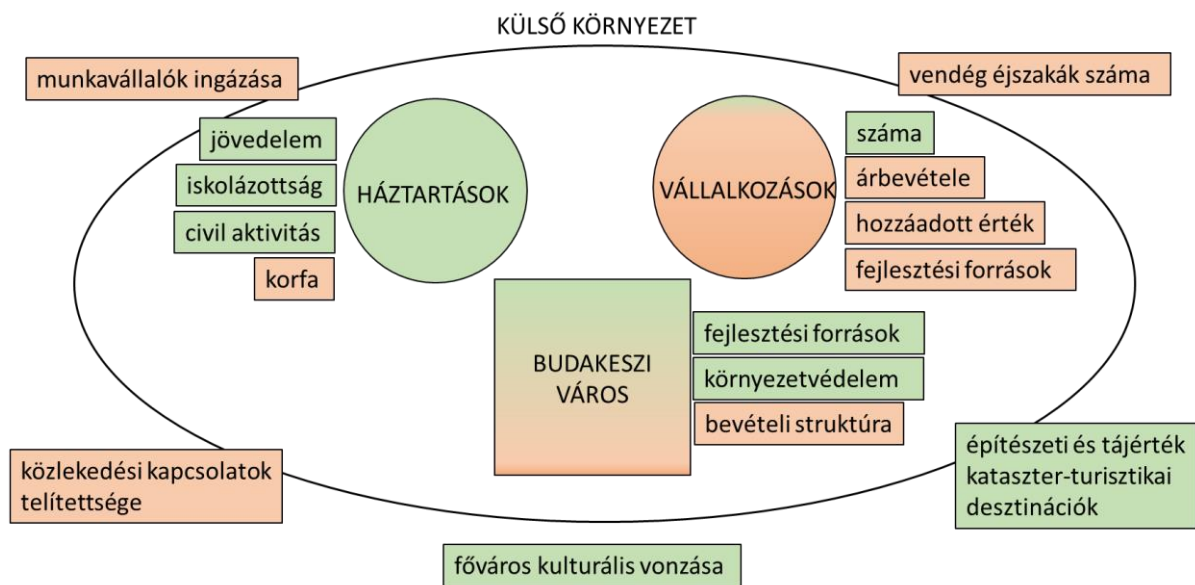 KÜLSŐ KÖRNYEZET
munkavállalók ingázása
vendég éjszakák száma
jövedelem
iskolázottság
civil aktivitás
korfa
HÁZTARTÁSOK
VÁLLALKOZÁSOK
száma
árbevétele
hozzáadott érték
fejlesztési források
BUDAKESZI
VÁROS
fejlesztési források
környezetvédelem
bevételi struktúra
közlekedési kapcsolatok
telítettsége
építészeti és tájérték
kataszter-turisztikai
desztinációk
főváros kulturális vonzása